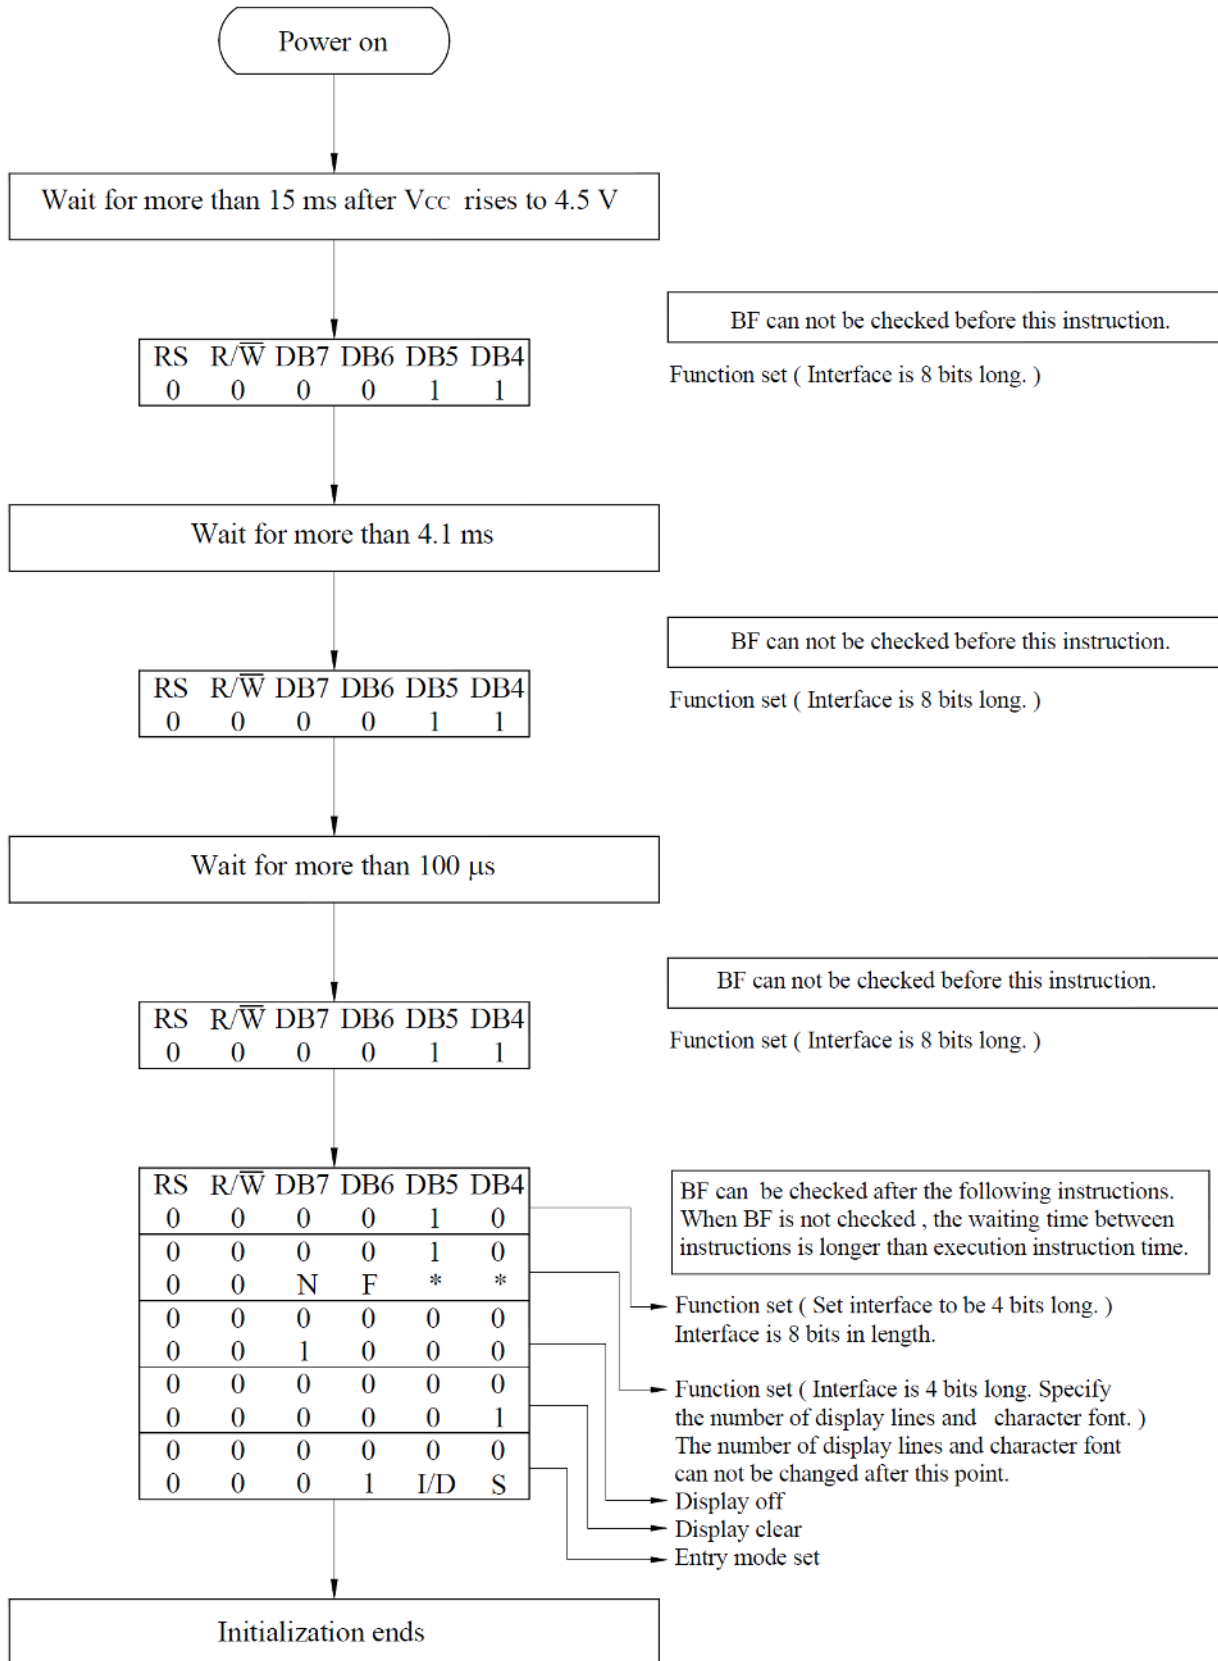 Power on
Wait for more than 15 ms after VCC rises to 4.5 V
BF can not be checked before this instruction.
RS R/W̅ DB7 DB6 DB5 DB4
0 0 0 0 1 1
Function set ( Interface is 8 bits long. )
Wait for more than 4.1 ms
BF can not be checked before this instruction.
RS R/W̅ DB7 DB6 DB5 DB4
0 0 0 0 1 1
Function set ( Interface is 8 bits long. )
Wait for more than 100 μs
BF can not be checked before this instruction.
RS R/W̅ DB7 DB6 DB5 DB4
0 0 0 0 1 1
Function set ( Interface is 8 bits long. )
RS R/W̅ DB7 DB6 DB5 DB4
0 0 0 0 1 0
0 0 0 0 1 0
0 0 N F * *
0 0 0 0 0 0
0 0 1 0 0 0
0 0 0 0 0 0
0 0 0 0 0 1
0 0 0 0 0 0
0 0 0 1 I/D S
BF can be checked after the following instructions.
When BF is not checked , the waiting time between
instructions is longer than execution instruction time.
Function set ( Set interface to be 4 bits long. )
Interface is 8 bits in length.
Function set ( Interface is 4 bits long. Specify
the number of display lines and character font. )
The number of display lines and character font
can not be changed after this point.
Display off
Display clear
Entry mode set
Initialization ends